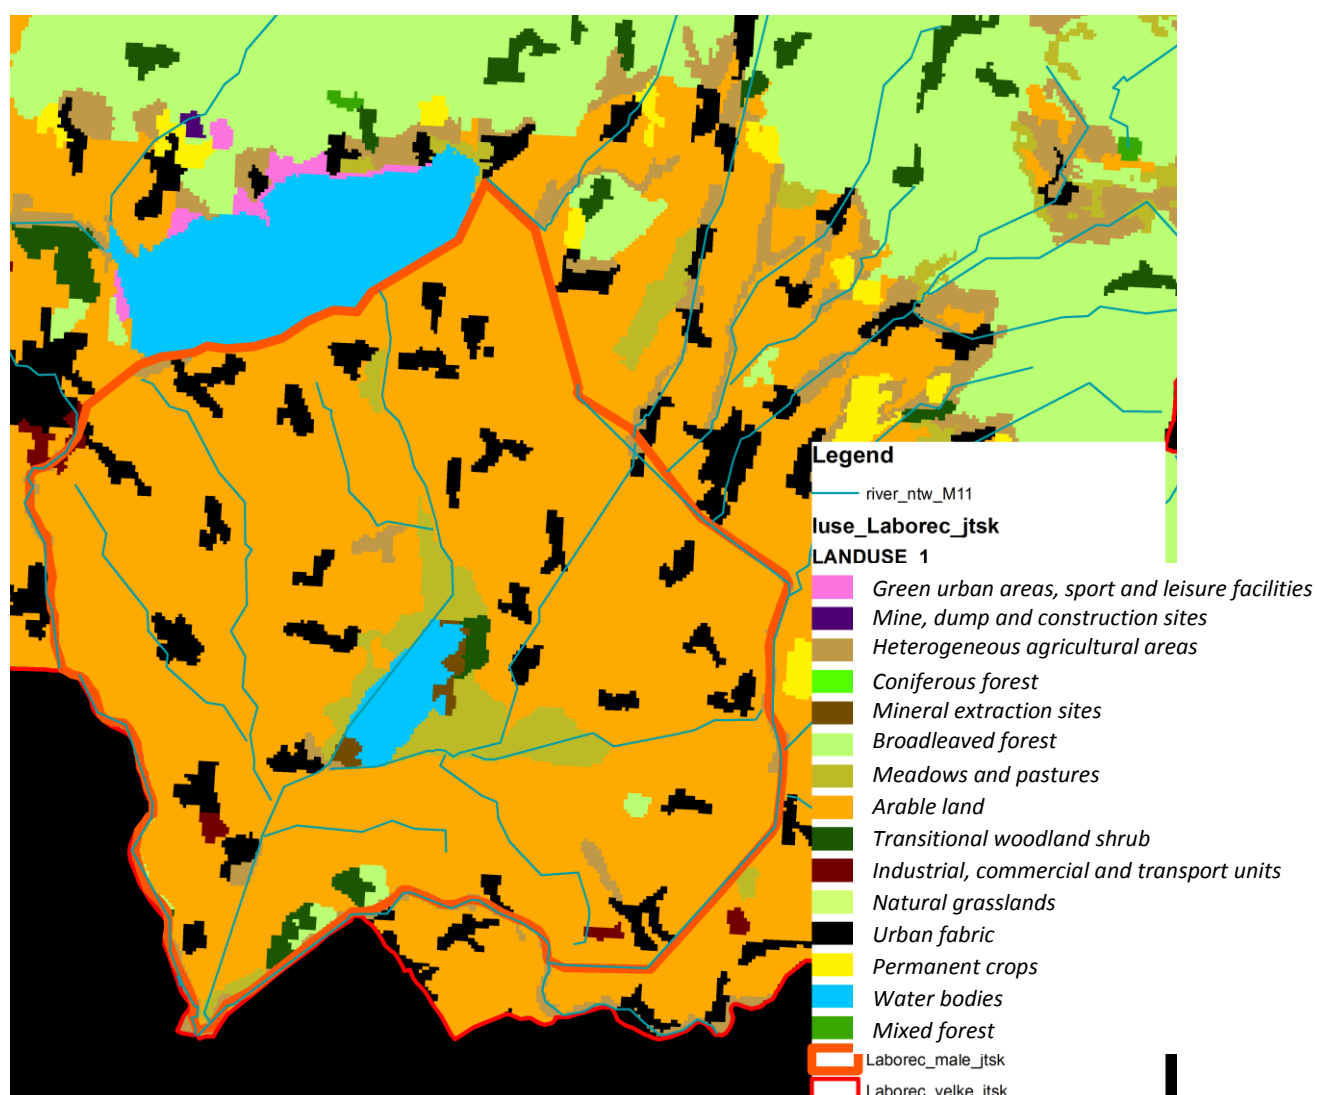 Legend
river_ntw_M11
luse_Laborec_jtsk
LANDUSE_1
Green urban areas, sport and leisure facilities
Mine, dump and construction sites
Heterogeneous agricultural areas
Coniferous forest
Mineral extraction sites
Broadleaved forest
Meadows and pastures
Arable land
Transitional woodland shrub
Industrial, commercial and transport units
Natural grasslands
Urban fabric
Permanent crops
Water bodies
Mixed forest
Laborec_male_jtsk
Laborec_velke_jtsk